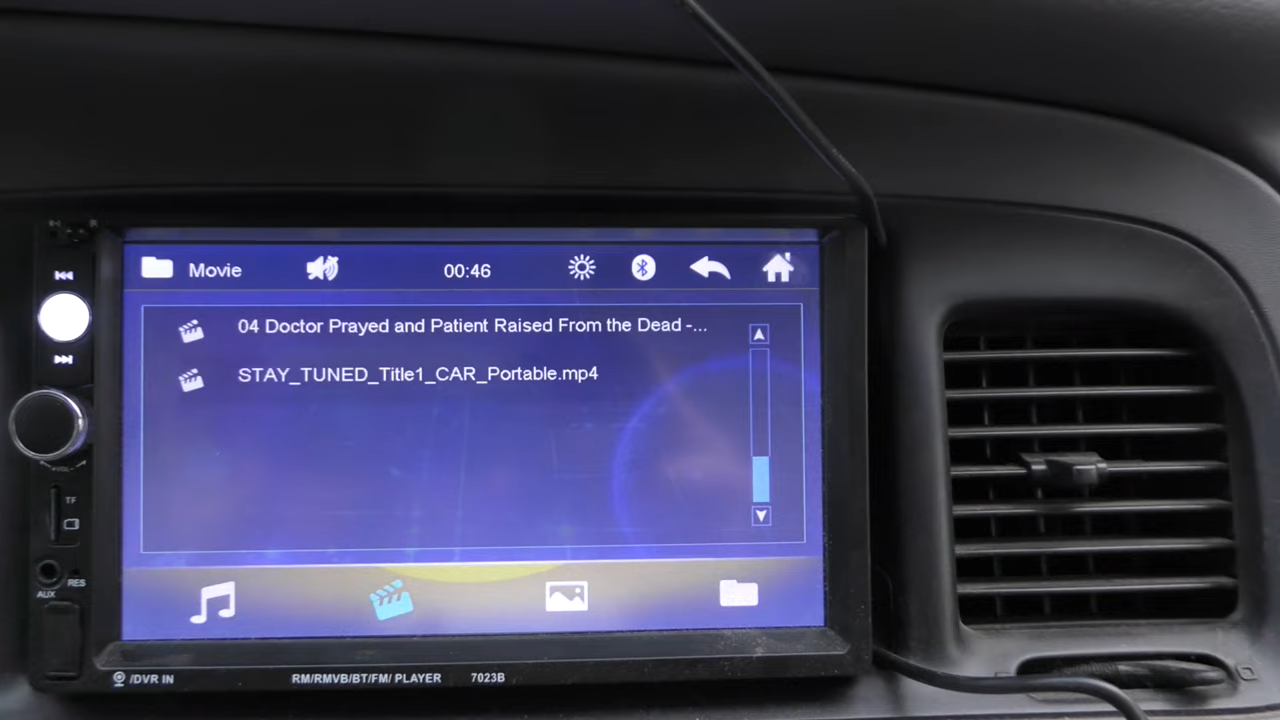 Movie 00:46
04 Doctor Prayed and Patient Raised From the Dead -...
STAY_TUNED_Title1_CAR_Portable.mp4
TF
RES
AUX
/DVR IN RM/RMVB/BT/FM/ PLAYER 7023B